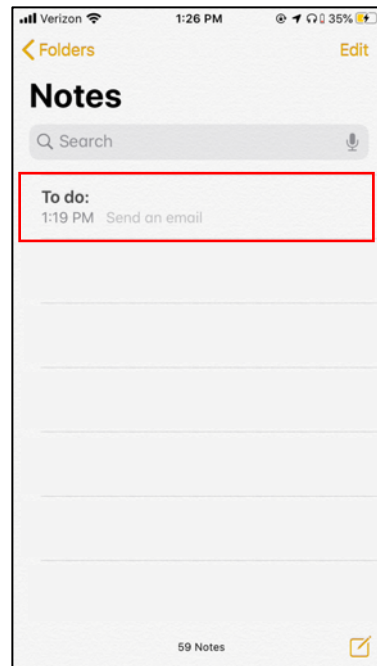 Verizon 1:26 PM 35%
Folders Edit
Notes
Search
To do:
1:19 PM Send an email
59 Notes